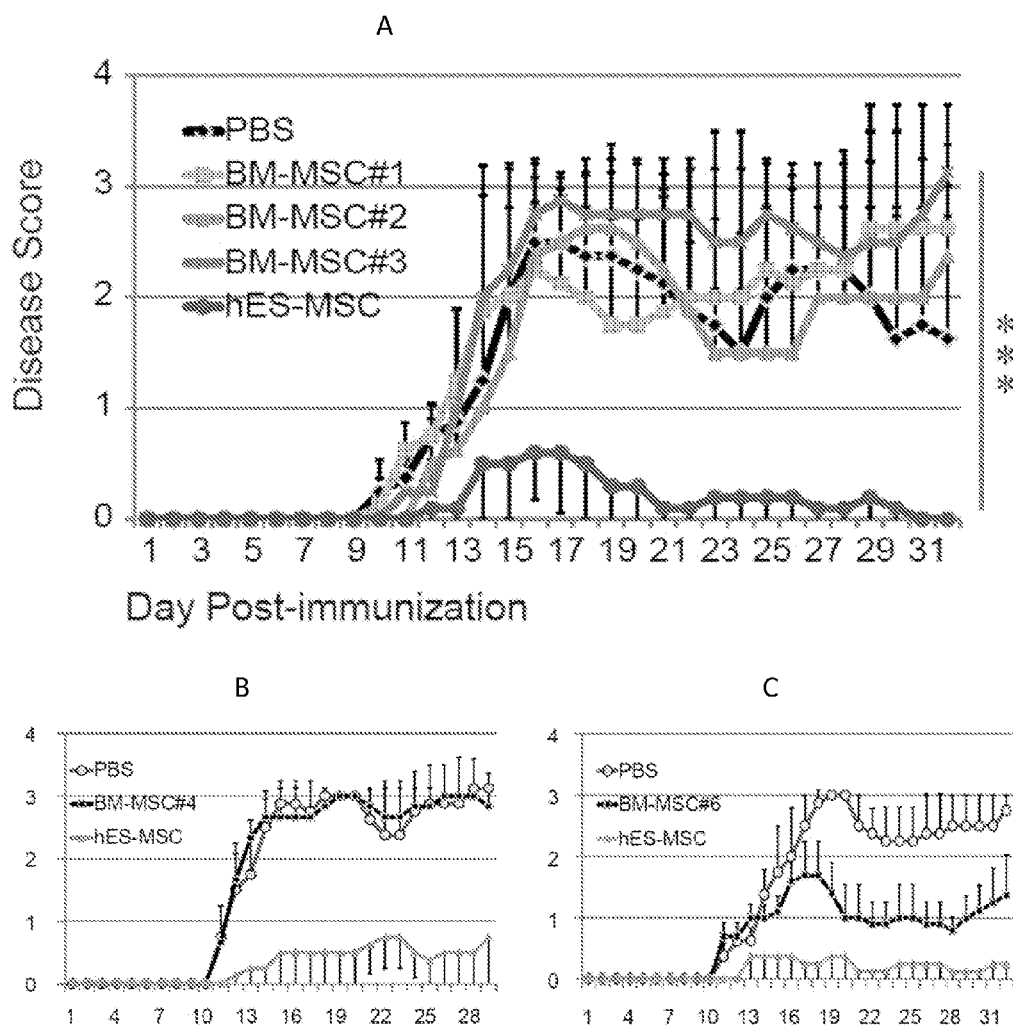 A
Disease Score
4
3
2
1
0
PBS
BM-MSC#1
BM-MSC#2
BM-MSC#3
hES-MSC
***
1 3 5 7 9 11 13 15 17 19 21 23 25 27 29 31
Day Post-immunization
B
4
3
2
1
0
PBS
BM-MSC#4
hES-MSC
1 4 7 10 13 16 19 22 25 28
C
4
3
2
1
0
PBS
BM-MSC#6
hES-MSC
1 4 7 10 13 16 19 22 25 28 31